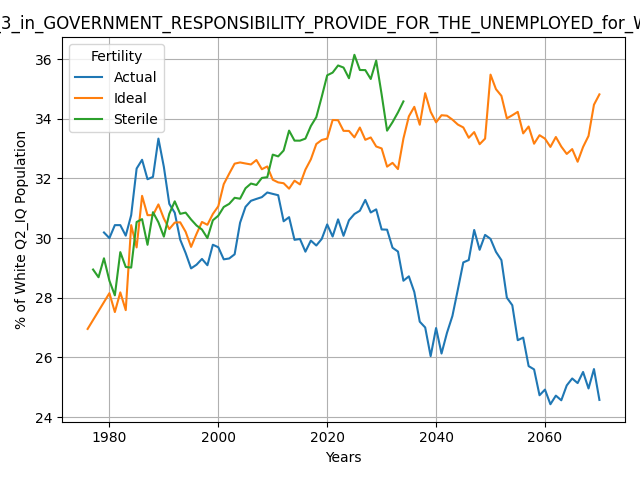 _3_in_GOVERNMENT_RESPONSIBILITY_PROVIDE_FOR_THE_UNEMPLOYED_for_W
Fertility
Actual
Ideal
Sterile
% of White Q2_IQ Population
36
34
32
30
28
26
24
1980
2000
2020
2040
2060
Years